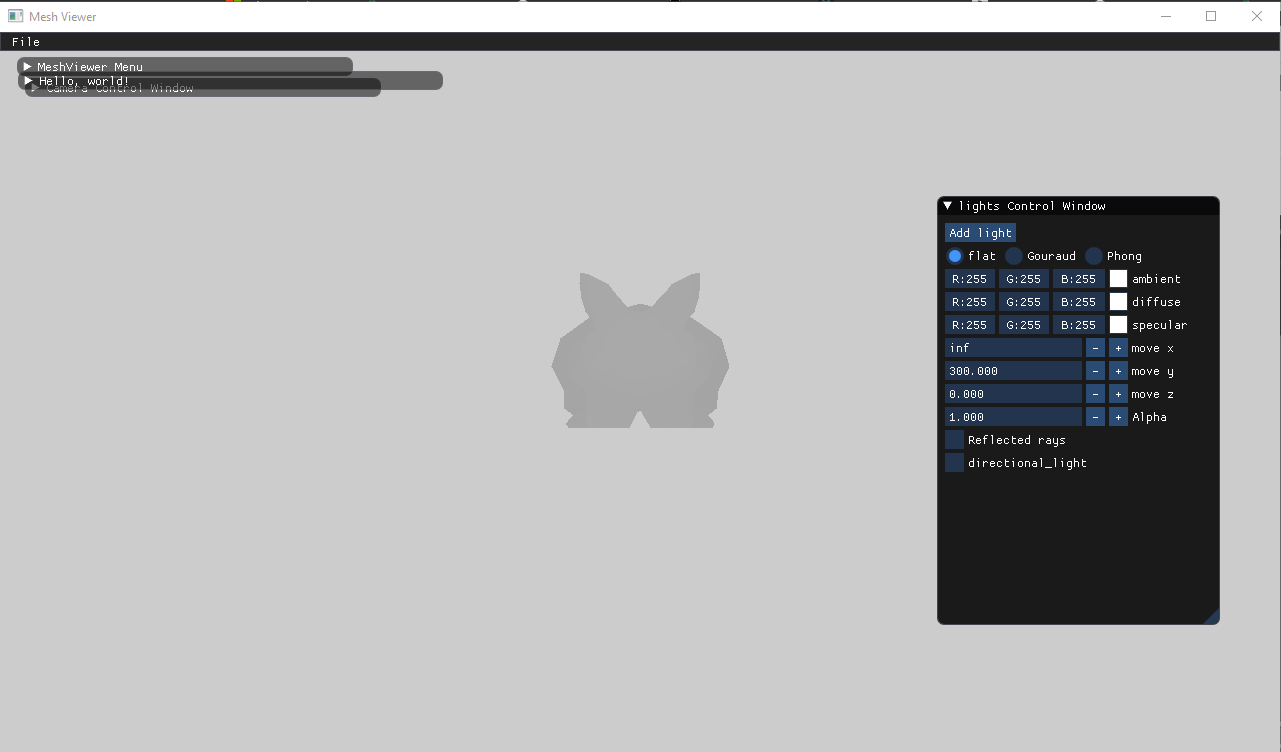 Mesh Viewer
File
MeshViewer Menu
Hello, world!
Camera Control Window
lights Control Window
Add light
flat Gouraud Phong
R:255 G:255 B:255 ambient
R:255 G:255 B:255 diffuse
R:255 G:255 B:255 specular
inf - + move x
300.000 - + move y
0.000 - + move z
1.000 - + Alpha
Reflected rays
directional_light